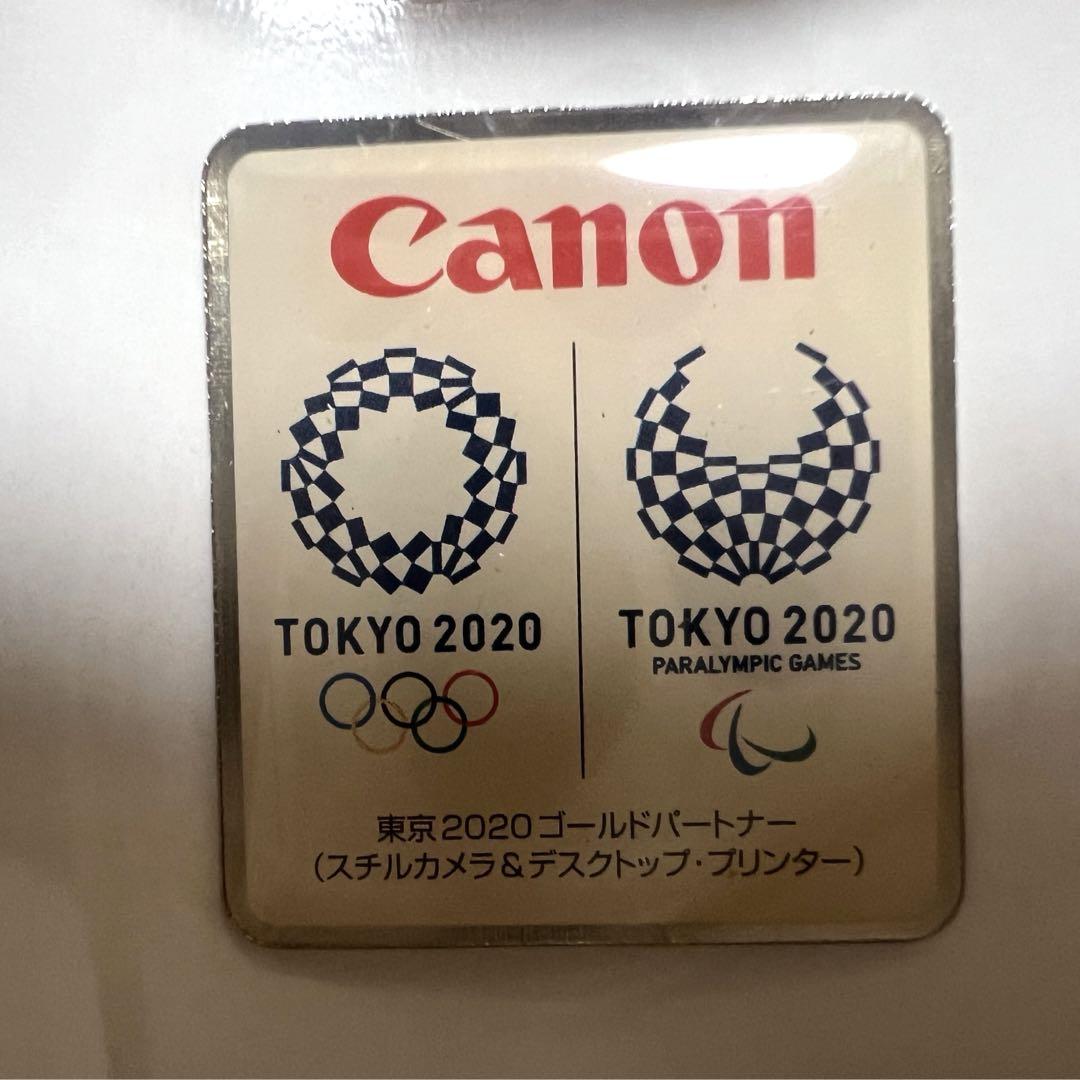 Canon
TOKYO 2020
TOKYO 2020
PARALYMPIC GAMES
東京2020ゴールドパートナー
（スチルカメラ&デスクトップ・プリンター）